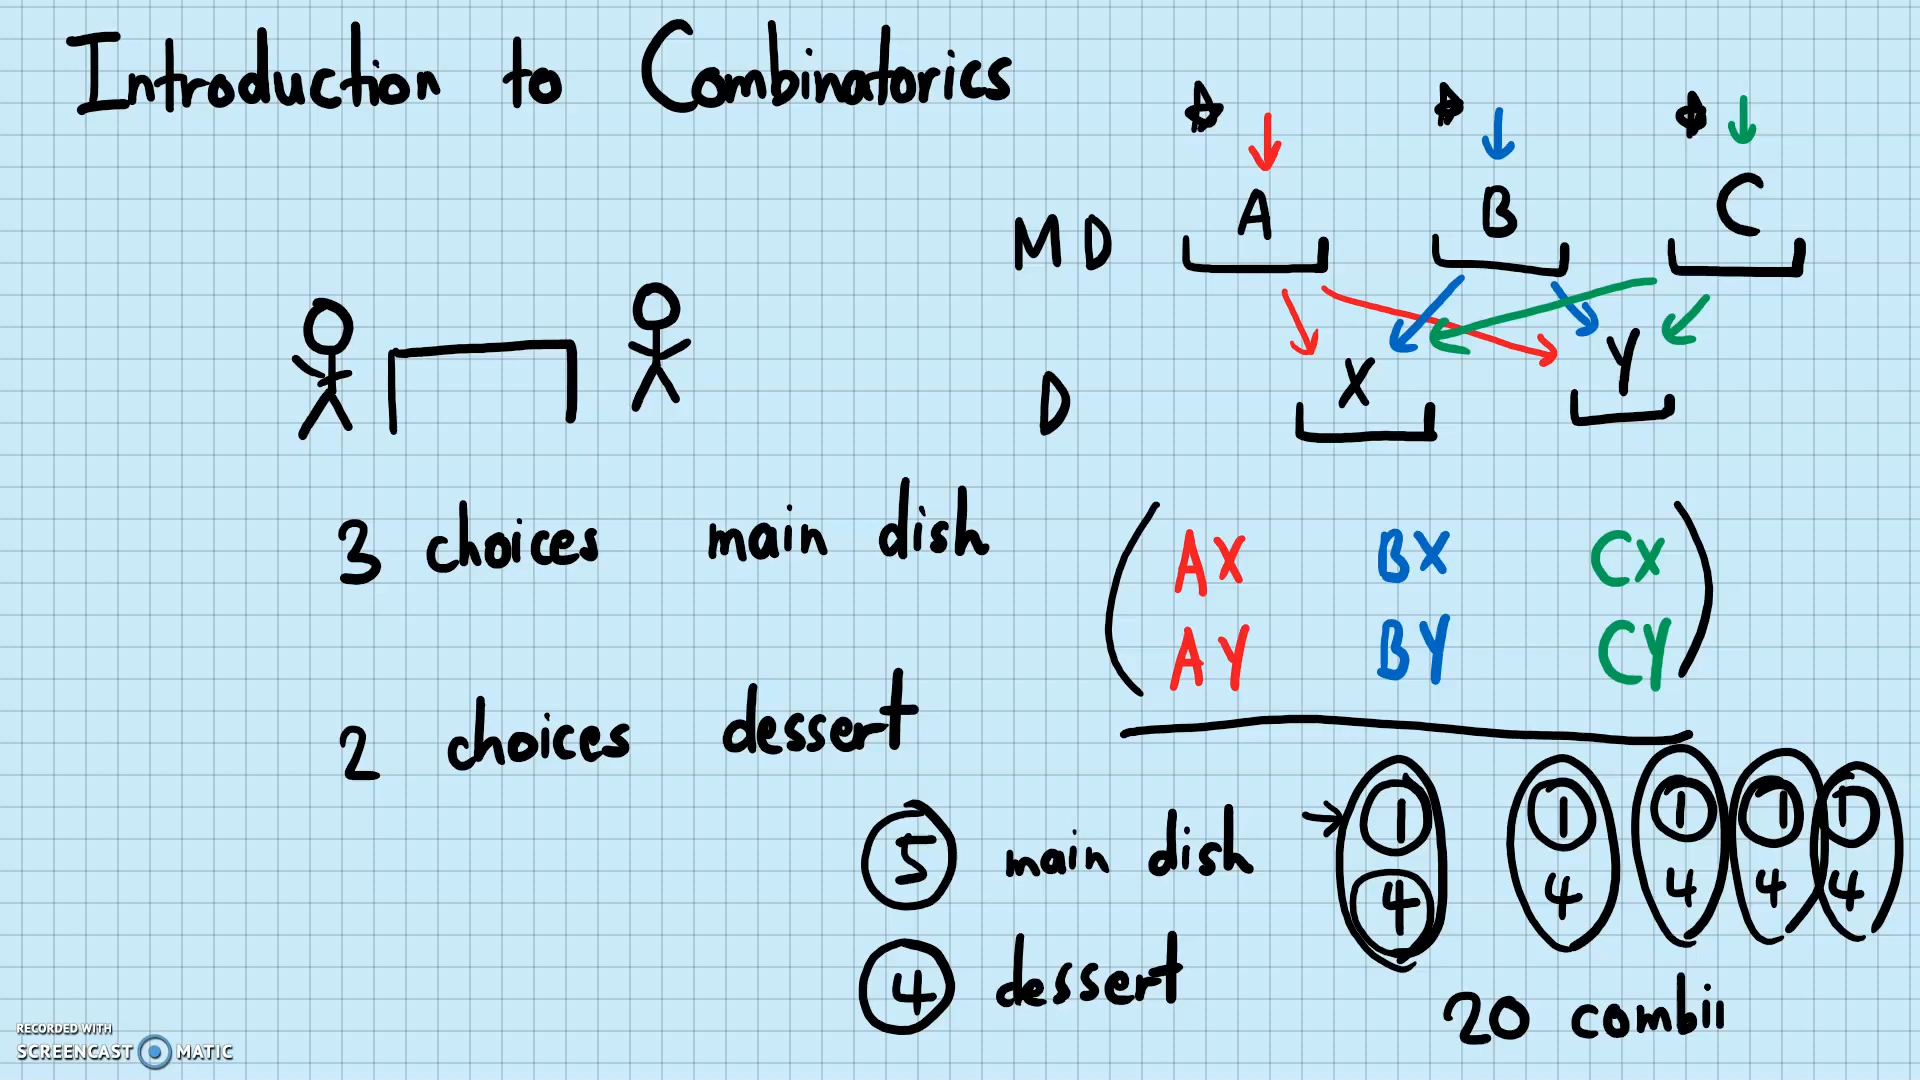 Introduction to Combinatorics
MD A B C
D X Y
3 choices main dish
AX BX CX
AY BY CY
2 choices dessert
5 main dish
1 1 1 1 1
4 4 4 4 4
4 dessert
20 combii
RECORDED WITH
SCREENCAST MATIC